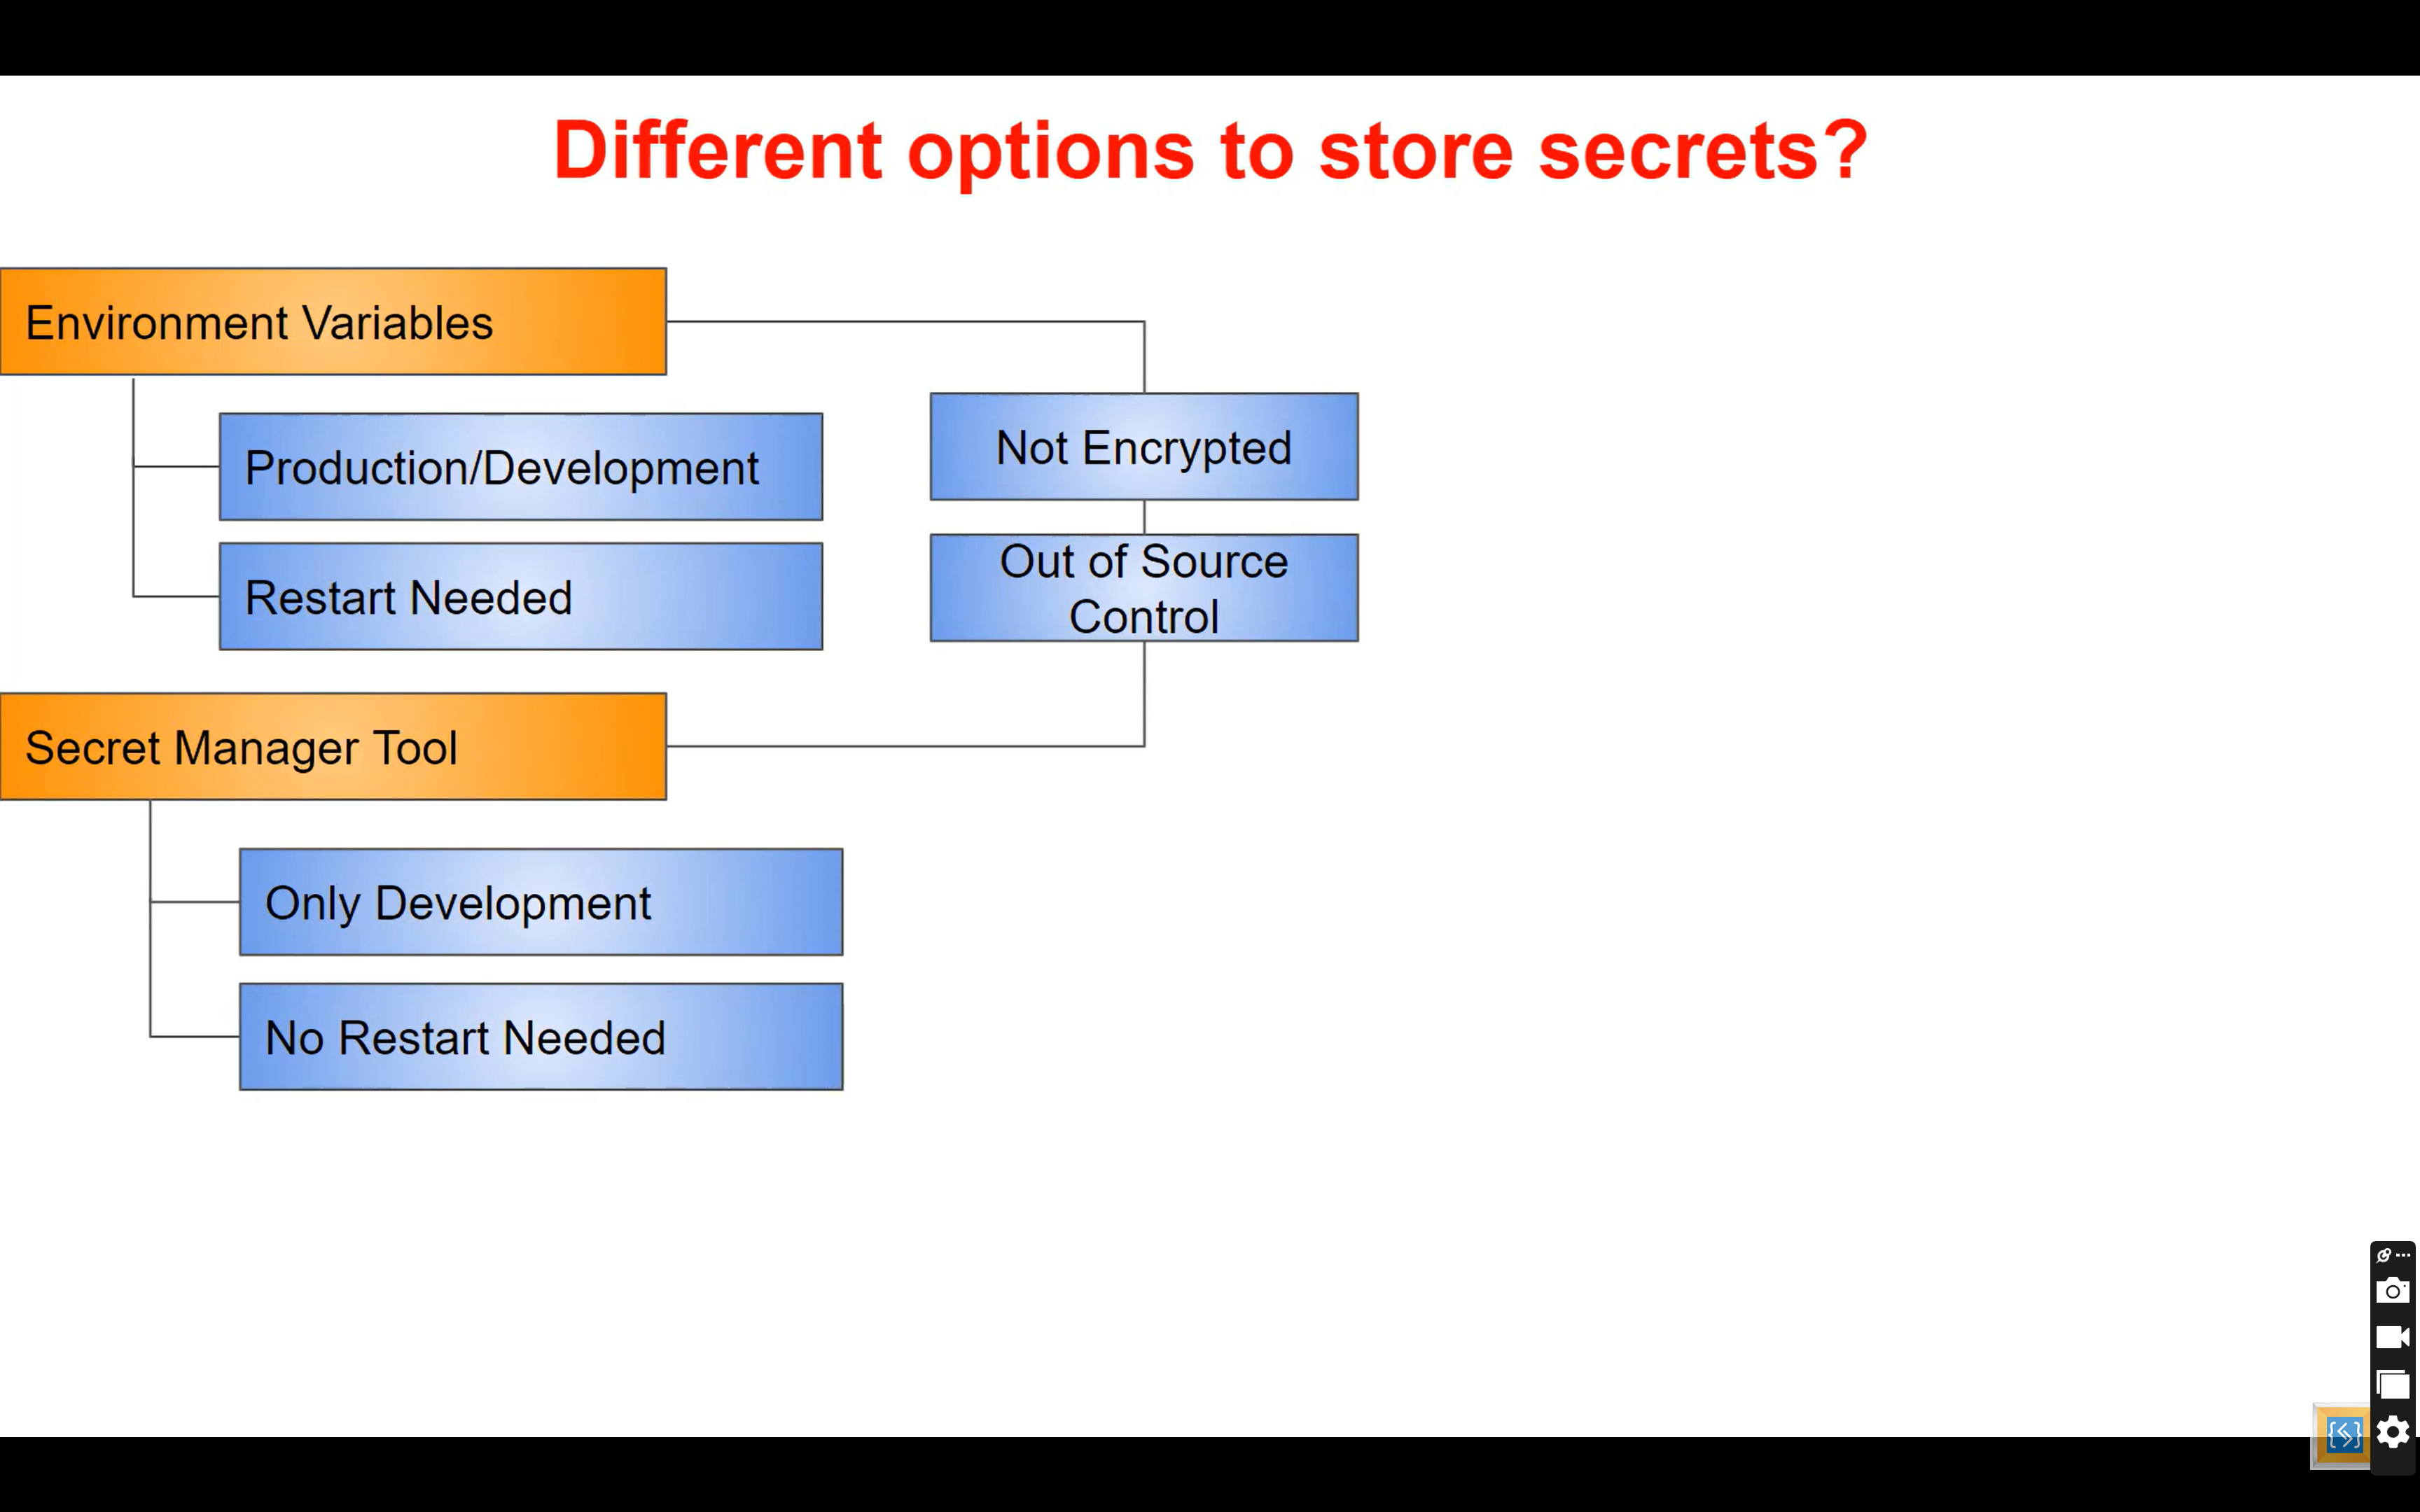 Different options to store secrets?
Environment Variables
Production/Development
Restart Needed
Not Encrypted
Out of Source
Control
Secret Manager Tool
Only Development
No Restart Needed